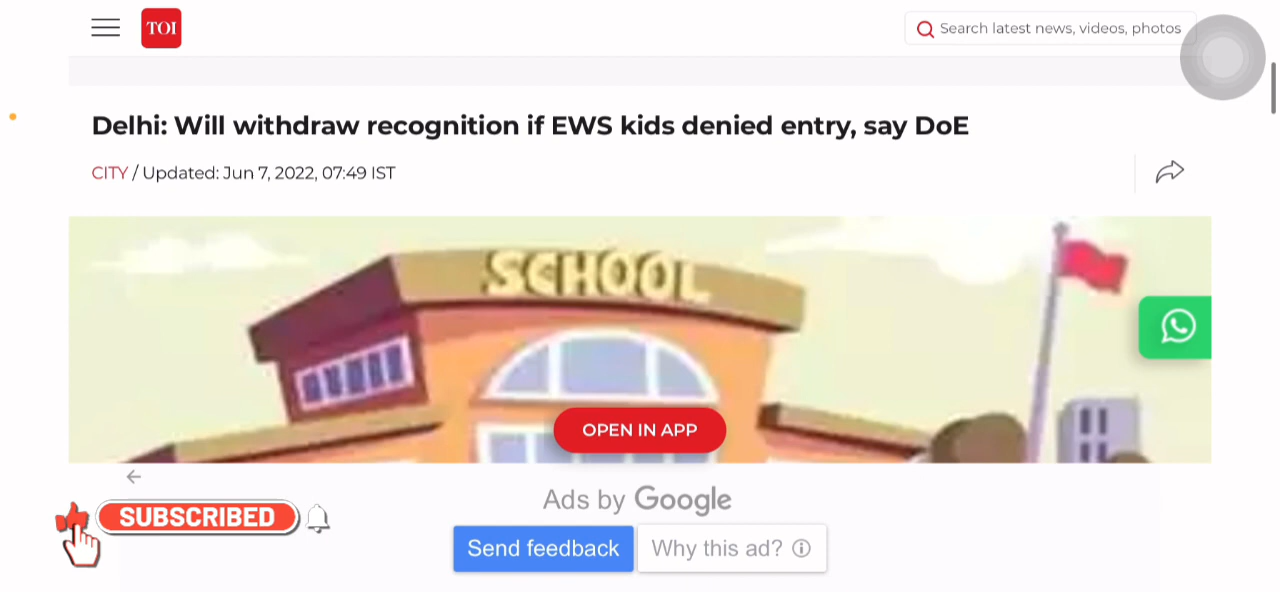 TOI
Search latest news, videos, photos
Delhi: Will withdraw recognition if EWS kids denied entry, say DoE
CITY / Updated: Jun 7, 2022, 07:49 IST
SCHOOL
OPEN IN APP
Ads by Google
SUBSCRIBED
Send feedback
Why this ad?